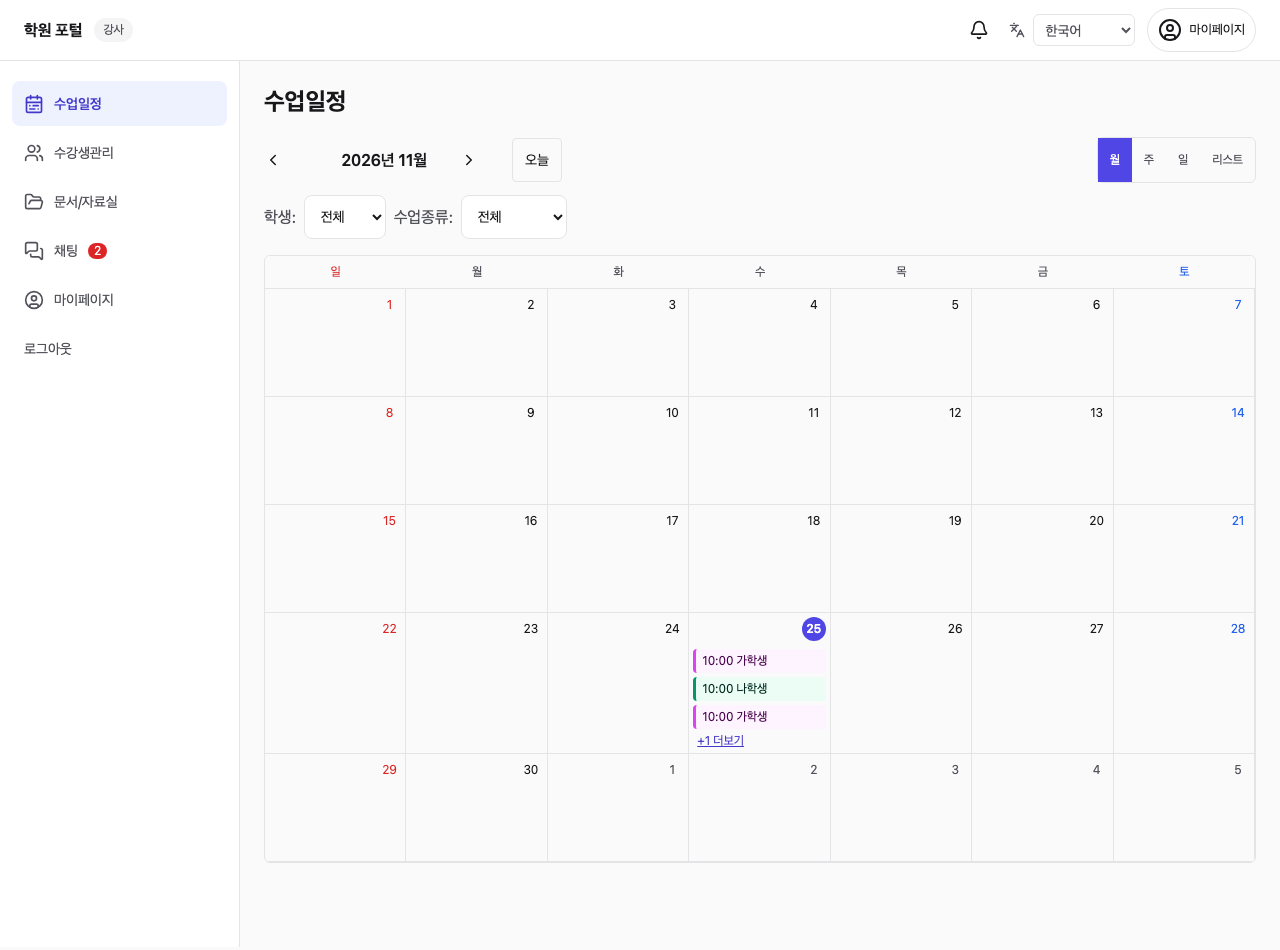 학원 포털 강사 한국어 마이페이지
수업일정
수강생관리
문서/자료실
채팅 2
마이페이지
로그아웃
수업일정
2026년 11월 오늘 월 주 일 리스트
학생: 전체 수업종류: 전체
일 월 화 수 목 금 토
1 2 3 4 5 6 7
8 9 10 11 12 13 14
15 16 17 18 19 20 21
22 23 24 25 26 27 28
10:00 가학생
10:00 나학생
10:00 가학생
+1 더보기
29 30 1 2 3 4 5